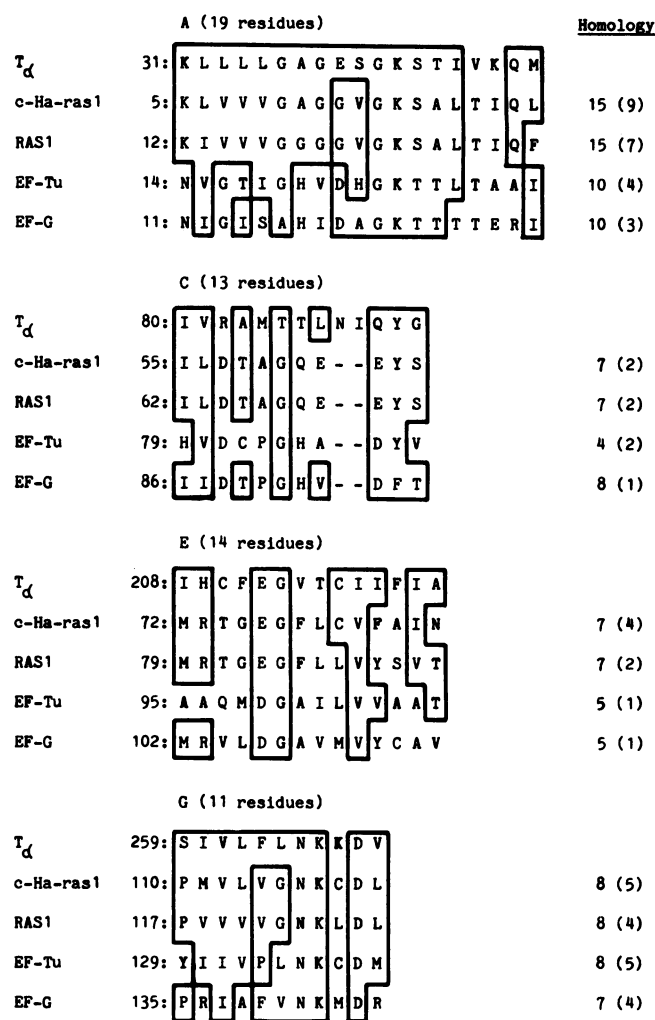 A (19 residues) Homology
Tα 31: K L L L L G A G E S G K S T I V K Q M
c-Ha-ras1 5: K L V V V G A G G V G K S A L T I Q L 15 (9)
RAS1 12: K I V V V G G G G V G K S A L T I Q F 15 (7)
EF-Tu 14: N V G T I G H V D H G K T T L T A A I 10 (4)
EF-G 11: N I G I S A H I D A G K T T T T E R I 10 (3)
C (13 residues)
Tα 80: I V R A M T T L N I Q Y G
c-Ha-ras1 55: I L D T A G Q E - - E Y S 7 (2)
RAS1 62: I L D T A G Q E - - E Y S 7 (2)
EF-Tu 79: H V D C P G H A - - D Y V 4 (2)
EF-G 86: I I D T P G H V - - D F T 8 (1)
E (14 residues)
Tα 208: I H C F E G V T C I I F I A
c-Ha-ras1 72: M R T G E G F L C V F A I N 7 (4)
RAS1 79: M R T G E G F L L V Y S V T 7 (2)
EF-Tu 95: A A Q M D G A I L V V A A T 5 (1)
EF-G 102: M R V L D G A V M V Y C A V 5 (1)
G (11 residues)
Tα 259: S I V L F L N K K D V
c-Ha-ras1 110: P M V L V G N K C D L 8 (5)
RAS1 117: P V V V V G N K L D L 8 (4)
EF-Tu 129: Y I I V P L N K C D M 8 (5)
EF-G 135: P R I A F V N K M D R 7 (4)